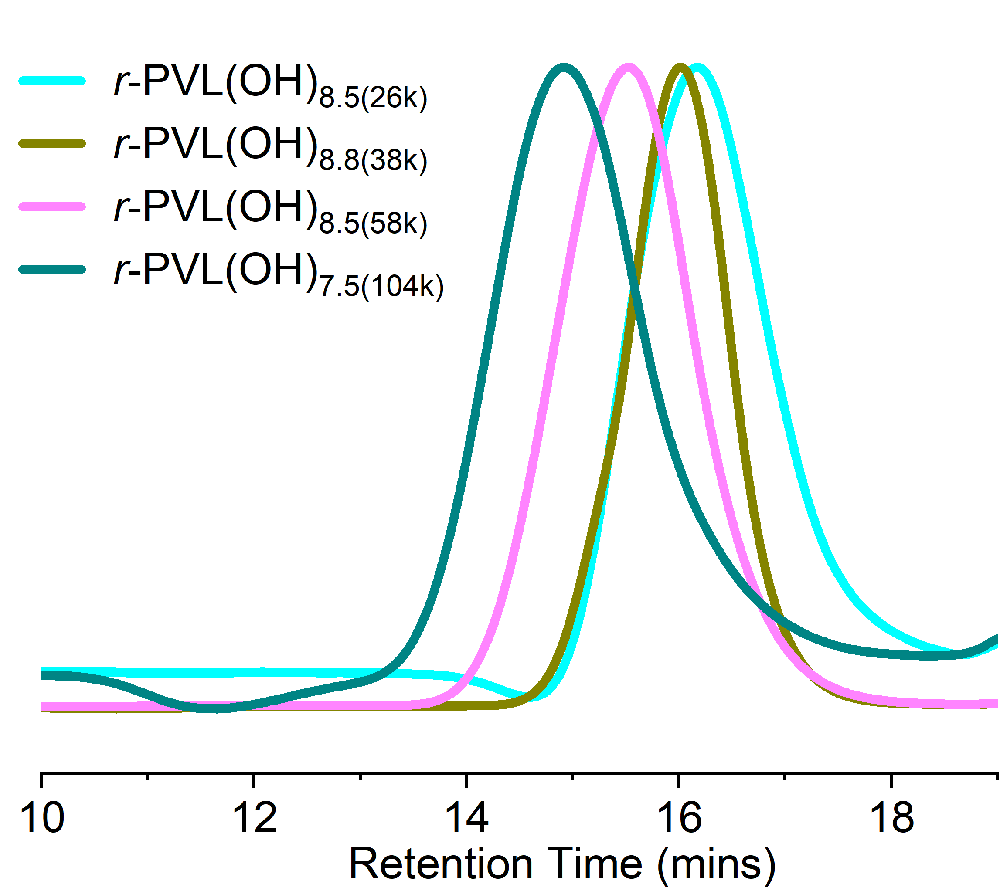 r-PVL(OH)8.5(26k)
r-PVL(OH)8.8(38k)
r-PVL(OH)8.5(58k)
r-PVL(OH)7.5(104k)
10 12 14 16 18
Retention Time (mins)